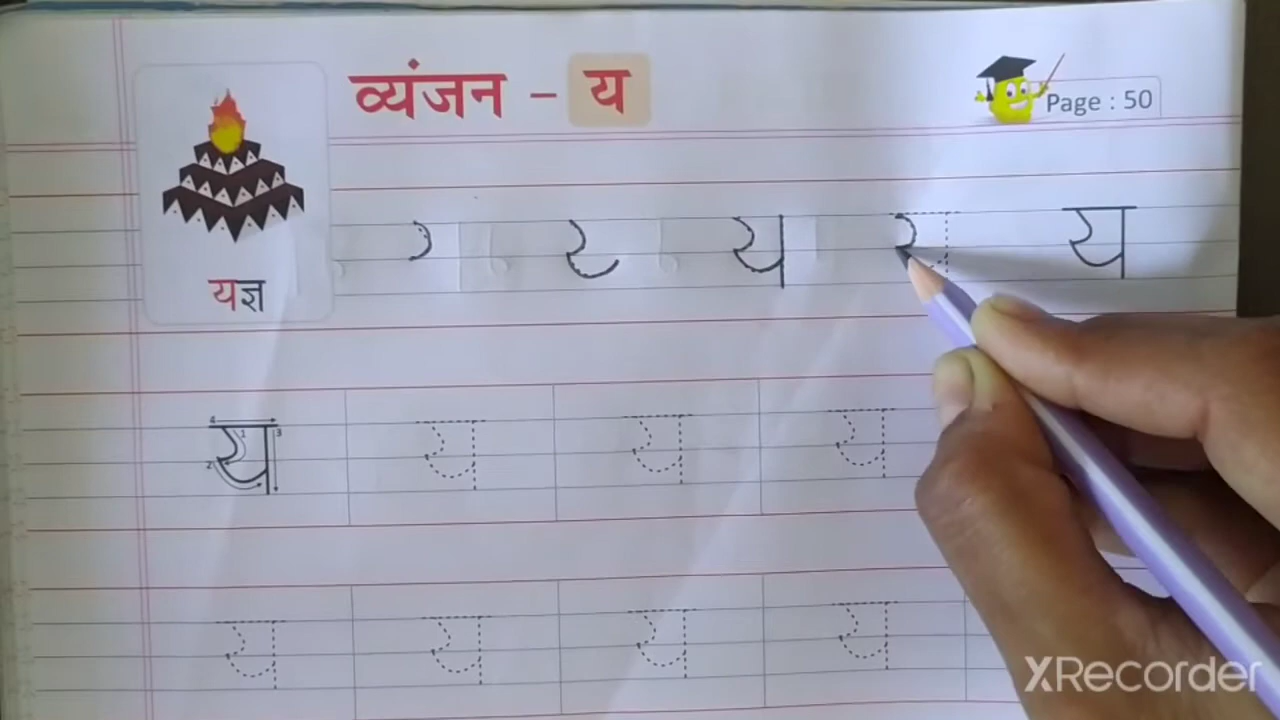 व्यंजन – य
Page : 50
यज्ञ
य य
य य य य
य य य य
XRecorder